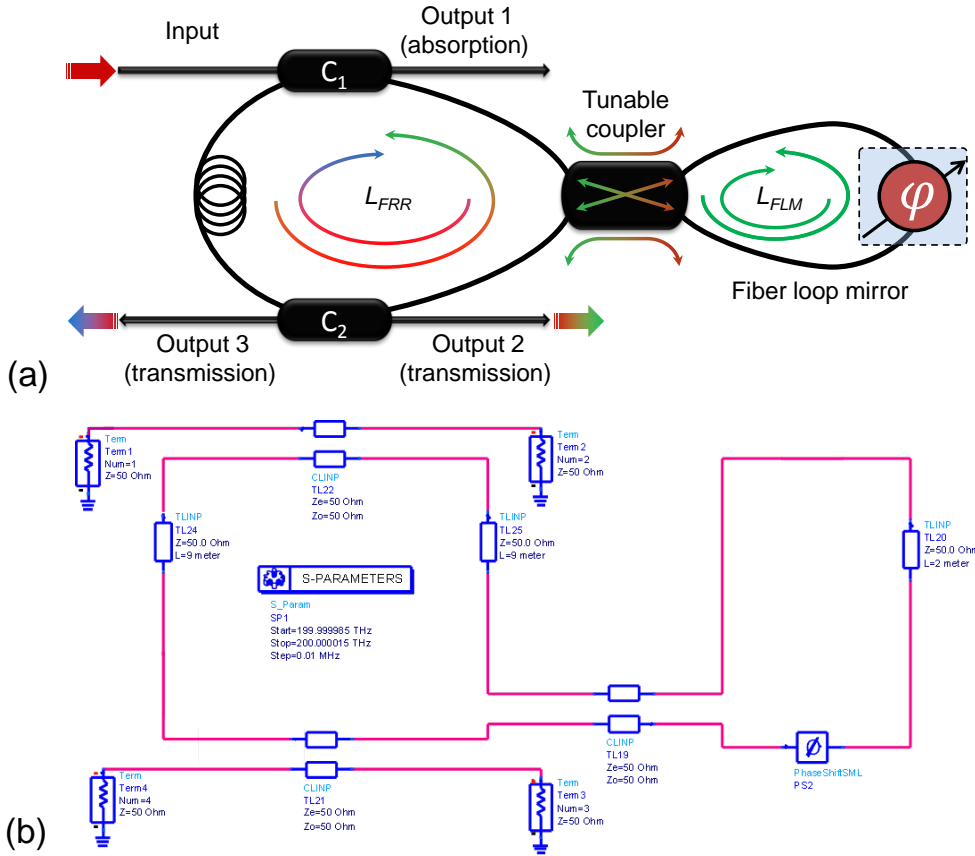 Input
Output 1
(absorption)
C1
Tunable
coupler
LFRR
LFLM
φ
Fiber loop mirror
C2
Output 3
(transmission)
Output 2
(transmission)
(a)
Term
Term1
Num=1
Z=50 Ohm
CLINP
TL22
Ze=50 Ohm
Zo=50 Ohm
Term
Term2
Num=2
Z=50 Ohm
TLINP
TL24
Z=50.0 Ohm
L=9 meter
TLINP
TL25
Z=50.0 Ohm
L=9 meter
TLINP
TL20
Z=50.0 Ohm
L=2 meter
S-PARAMETERS
S_Param
SP1
Start=199.999985 THz
Stop=200.000015 THz
Step=0.01 MHz
CLINP
TL19
Ze=50 Ohm
Zo=50 Ohm
PhaseShiftSML
PS2
Term
Term4
Num=4
Z=50 Ohm
CLINP
TL21
Ze=50 Ohm
Zo=50 Ohm
Term
Term3
Num=3
Z=50 Ohm
(b)